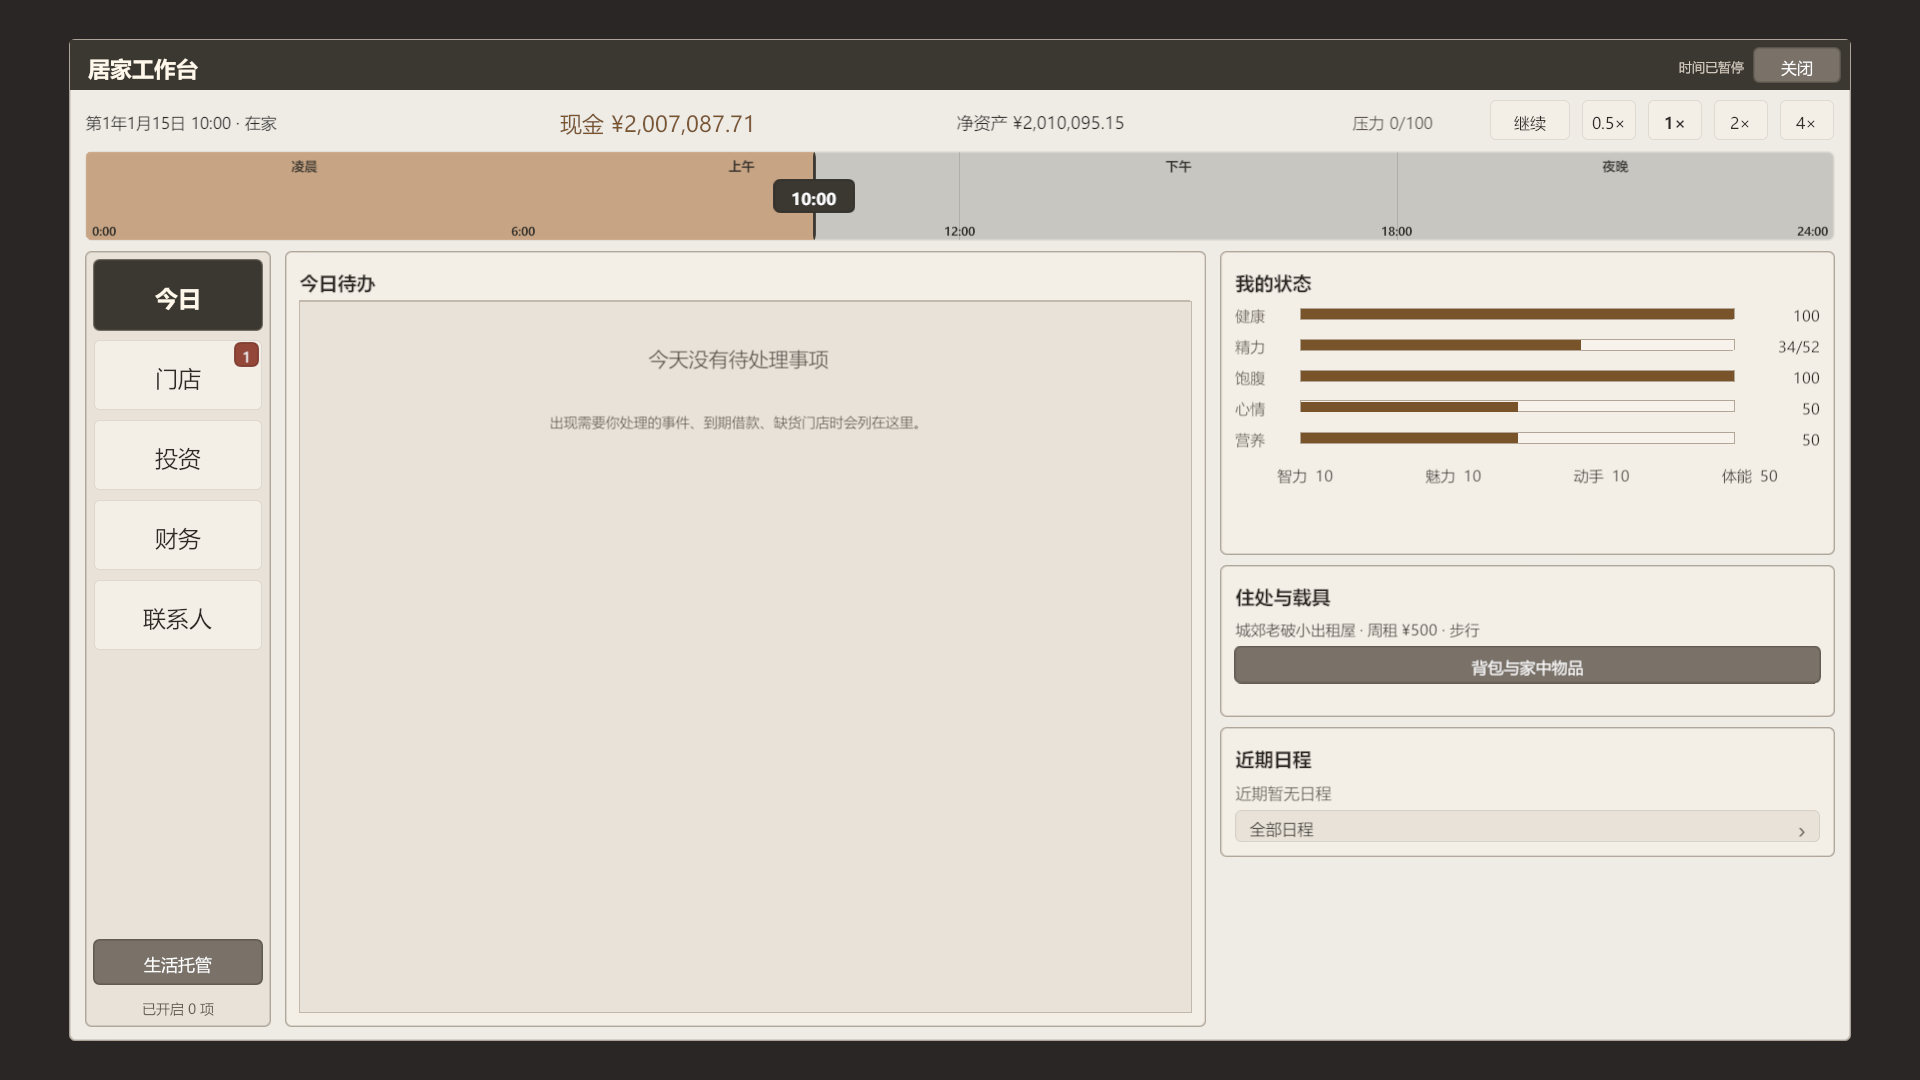 居家工作台
时间已暂停
关闭
第1年1月15日 10:00 · 在家
现金 ¥2,007,087.71
净资产 ¥2,010,095.15
压力 0/100
继续
0.5×
1×
2×
4×
凌晨
上午
下午
夜晚
10:00
0:00
6:00
12:00
18:00
24:00
今日
门店
1
投资
财务
联系人
生活托管
已开启 0 项
今日待办
今天没有待处理事项
出现需要你处理的事件、到期借款、缺货门店时会列在这里。
我的状态
健康 100
精力 34/52
饱腹 100
心情 50
营养 50
智力 10 魅力 10 动手 10 体能 50
住处与载具
城郊老破小出租屋 · 周租 ¥500 · 步行
背包与家中物品
近期日程
近期暂无日程
全部日程 ›